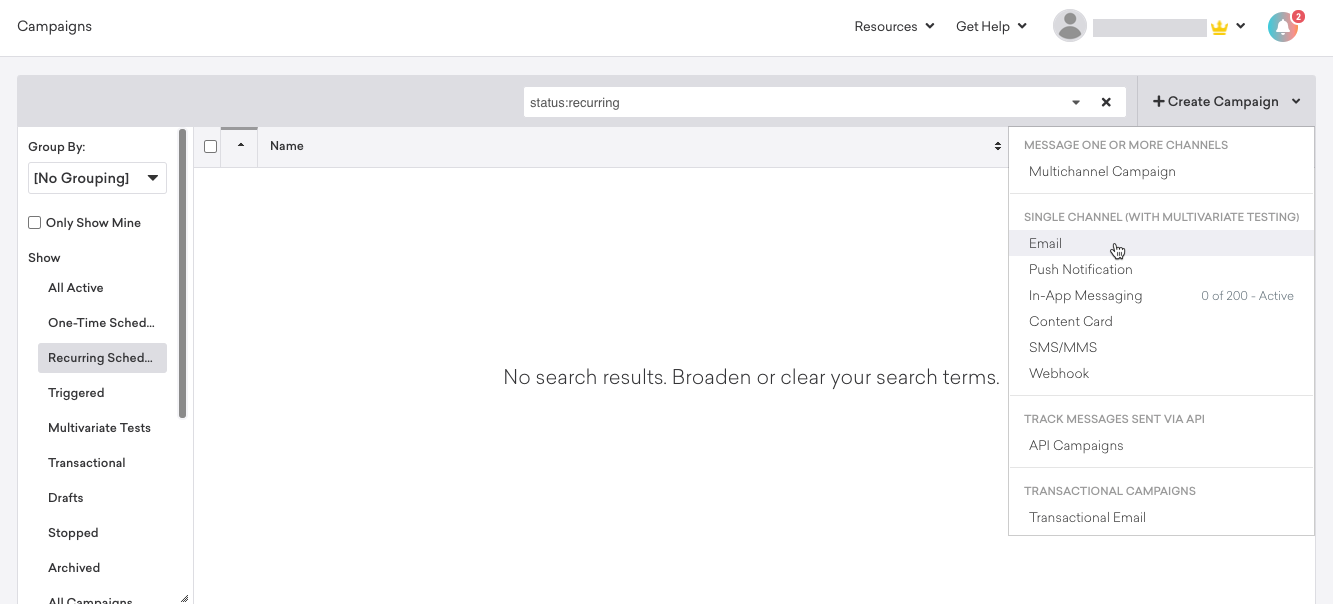 Campaigns
Resources
Get Help
2
status:recurring
Create Campaign
Group By:
[No Grouping]
Only Show Mine
Show
All Active
One-Time Sched...
Recurring Sched...
Triggered
Multivariate Tests
Transactional
Drafts
Stopped
Archived
All Campaigns
Name
No search results. Broaden or clear your search terms.
MESSAGE ONE OR MORE CHANNELS
Multichannel Campaign
SINGLE CHANNEL (WITH MULTIVARIATE TESTING)
Email
Push Notification
In-App Messaging 0 of 200 - Active
Content Card
SMS/MMS
Webhook
TRACK MESSAGES SENT VIA API
API Campaigns
TRANSACTIONAL CAMPAIGNS
Transactional Email